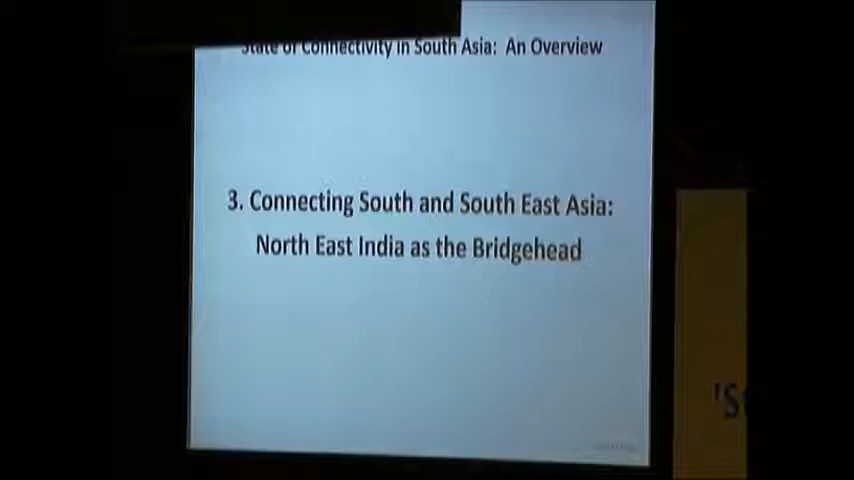 State of Connectivity in South Asia: An Overview
3. Connecting South and South East Asia:
North East India as the Bridgehead
'S